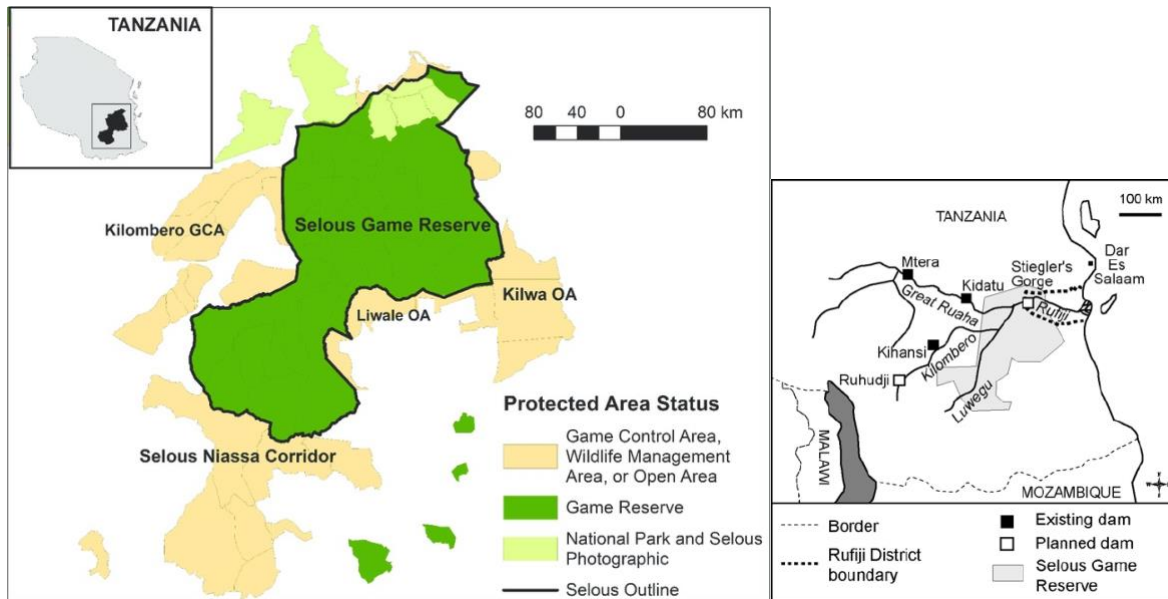 TANZANIA
80 40 0 80 km
Kilombero GCA
Selous Game Reserve
Kilwa OA
Liwale OA
Selous Niassa Corridor
Protected Area Status
Game Control Area,
Wildlife Management
Area, or Open Area
Game Reserve
National Park and Selous
Photographic
Selous Outline
100 km
TANZANIA
Dar
Es
Salaam
Mtera
Kidatu
Stiegler's
Gorge
Great Ruaha
Rufiji
Kihansi
Kilombero
Ruhudji
Luwegu
MALAWI
MOZAMBIQUE
Border
Rufiji District
boundary
Existing dam
Planned dam
Selous Game
Reserve